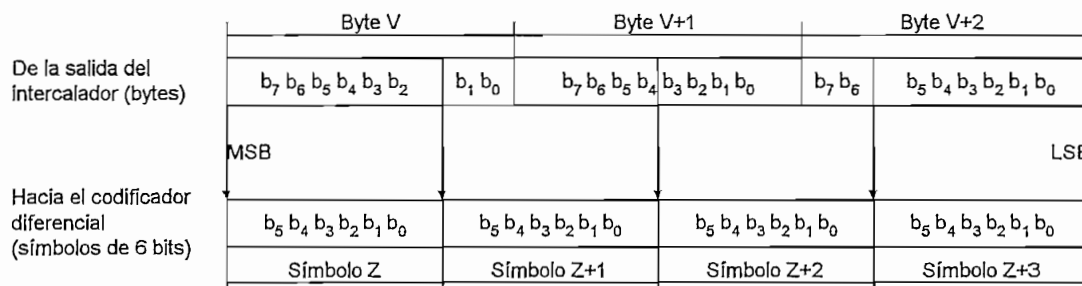 Byte V Byte V+1 Byte V+2
De la salida del
intercalador (bytes)
b₇ b₆ b₅ b₄ b₃ b₂ b₁ b₀ b₇ b₆ b₅ b₄ b₃ b₂ b₁ b₀ b₇ b₆ b₅ b₄ b₃ b₂ b₁ b₀
MSB LSB
Hacia el codificador
diferencial
(símbolos de 6 bits)
b₅ b₄ b₃ b₂ b₁ b₀ b₅ b₄ b₃ b₂ b₁ b₀ b₅ b₄ b₃ b₂ b₁ b₀ b₅ b₄ b₃ b₂ b₁ b₀
Símbolo Z Símbolo Z+1 Símbolo Z+2 Símbolo Z+3